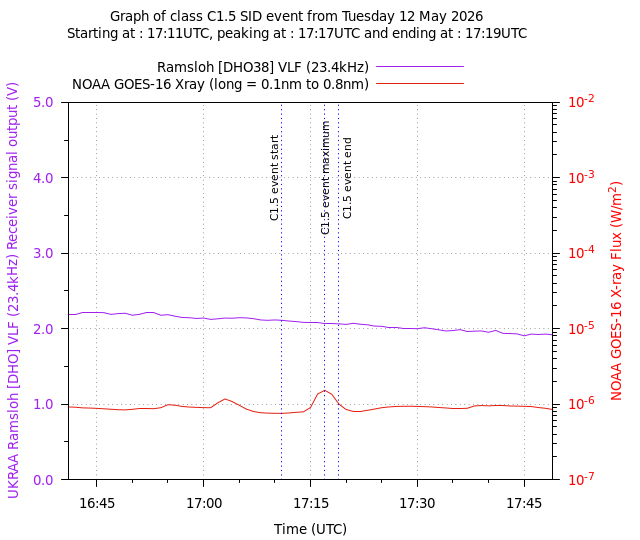 Graph of class C1.5 SID event from Tuesday 12 May 2026
Starting at : 17:11UTC, peaking at : 17:17UTC and ending at : 17:19UTC
Ramsloh [DHO38] VLF (23.4kHz)
NOAA GOES-16 Xray (long = 0.1nm to 0.8nm)
UKRAA Ramsloh [DHO] VLF (23.4kHz) Receiver signal output (V)
5.0
4.0
3.0
2.0
1.0
0.0
C1.5 event start
C1.5 event maximum
C1.5 event end
10-2
10-3
10-4
10-5
10-6
10-7
NOAA GOES-16 X-ray Flux (W/m2)
16:45 17:00 17:15 17:30 17:45
Time (UTC)